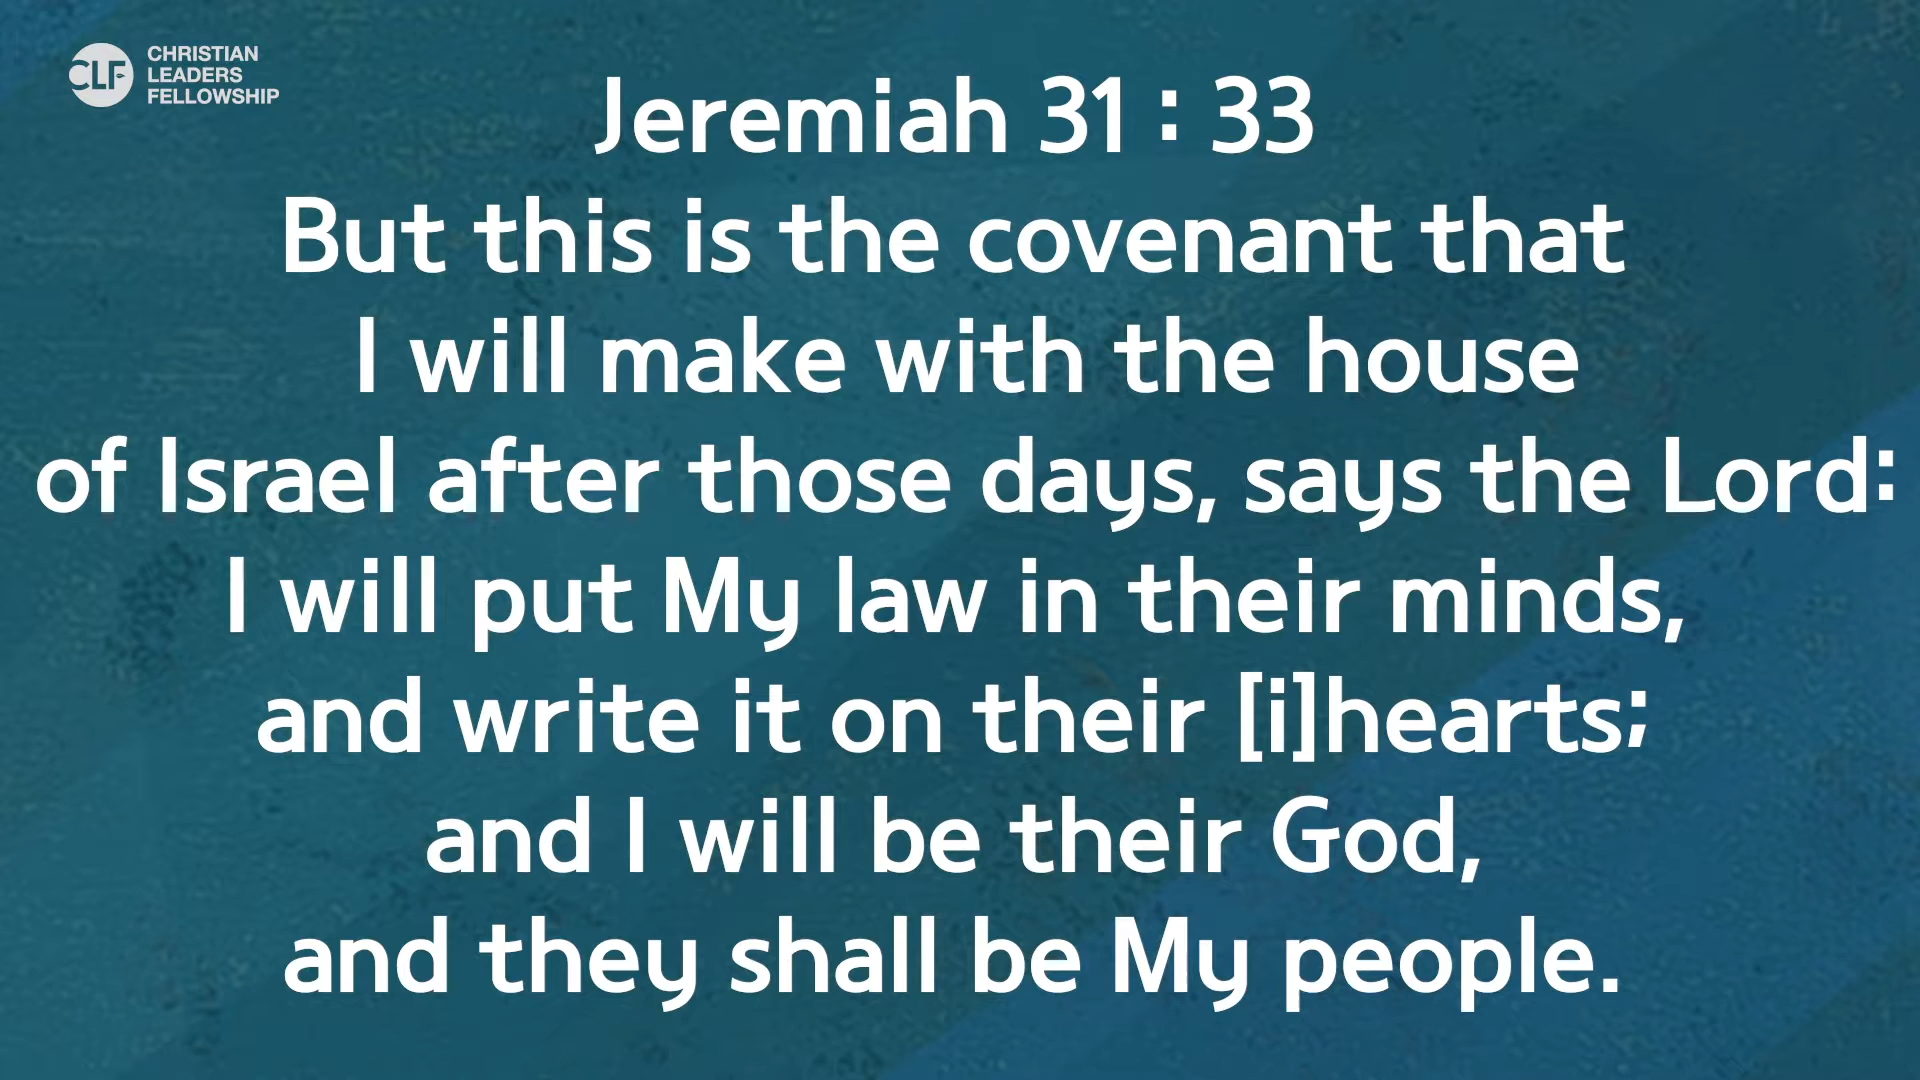 CLF
CHRISTIAN
LEADERS
FELLOWSHIP
Jeremiah 31 : 33
But this is the covenant that
I will make with the house
of Israel after those days, says the Lord:
I will put My law in their minds,
and write it on their [i]hearts;
and I will be their God,
and they shall be My people.